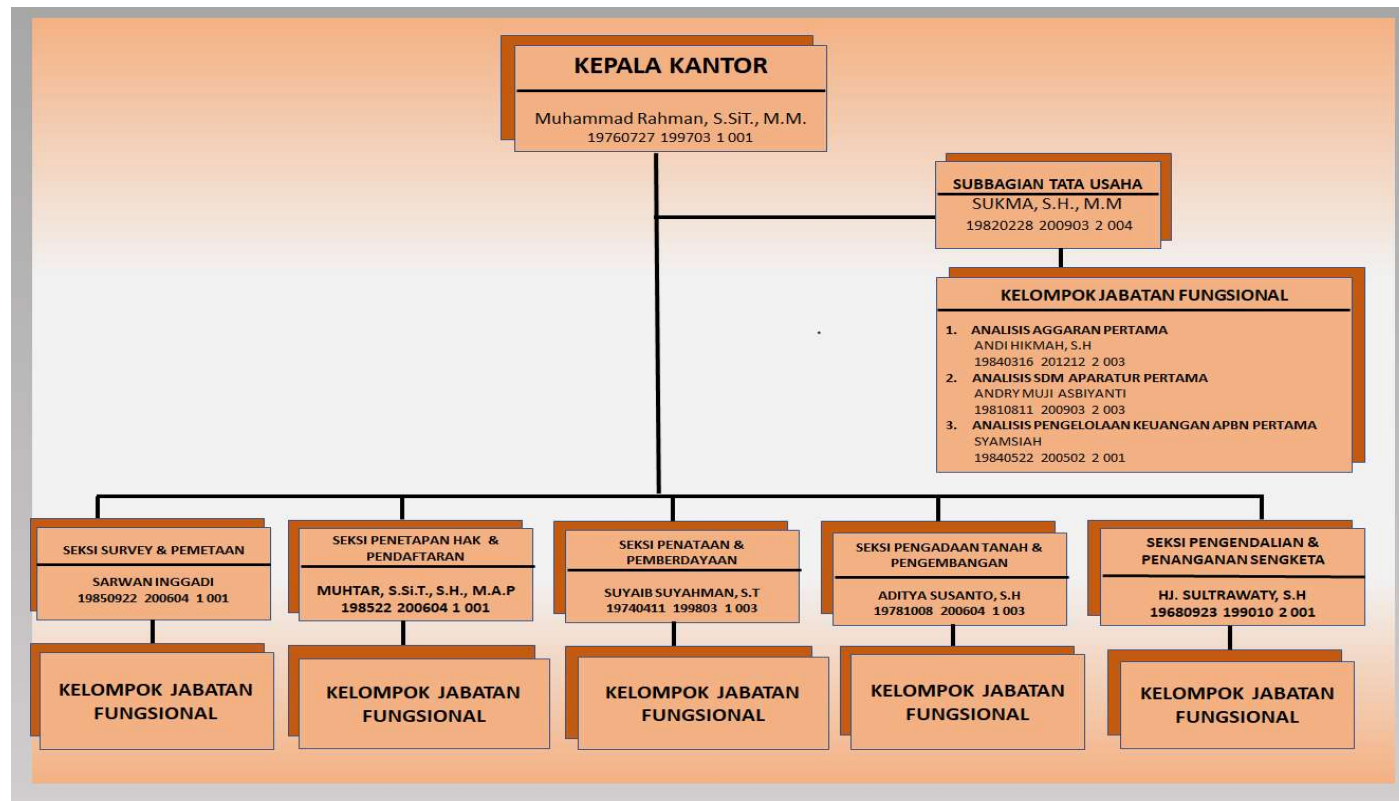 KEPALA KANTOR
Muhammad Rahman, S.SiT., M.M.
19760727 199703 1 001
SUBBAGIAN TATA USAHA
SUKMA, S.H., M.M
19820228 200903 2 004
KELOMPOK JABATAN FUNGSIONAL
1. ANALISIS AGGARAN PERTAMA
ANDI HIKMAH, S.H
19840316 201212 2 003
2. ANALISIS SDM APARATUR PERTAMA
ANDRY MUJI ASBIYANTI
19810811 200903 2 003
3. ANALISIS PENGELOLAAN KEUANGAN APBN PERTAMA
SYAMSIAH
19840522 200502 2 001
SEKSI SURVEY & PEMETAAN
SARWAN INGGADI
19850922 200604 1 001
SEKSI PENETAPAN HAK &
PENDAFTARAN
MUHTAR, S.SiT., S.H., M.A.P
198522 200604 1 001
SEKSI PENATAAN &
PEMBERDAYAAN
SUYAIB SUYAHMAN, S.T
19740411 199803 1 003
SEKSI PENGADAAN TANAH &
PENGEMBANGAN
ADITYA SUSANTO, S.H
19781008 200604 1 003
SEKSI PENGENDALIAN &
PENANGANAN SENGKETA
HJ. SULTRAWATY, S.H
19680923 199010 2 001
KELOMPOK JABATAN
FUNGSIONAL
KELOMPOK JABATAN
FUNGSIONAL
KELOMPOK JABATAN
FUNGSIONAL
KELOMPOK JABATAN
FUNGSIONAL
KELOMPOK JABATAN
FUNGSIONAL